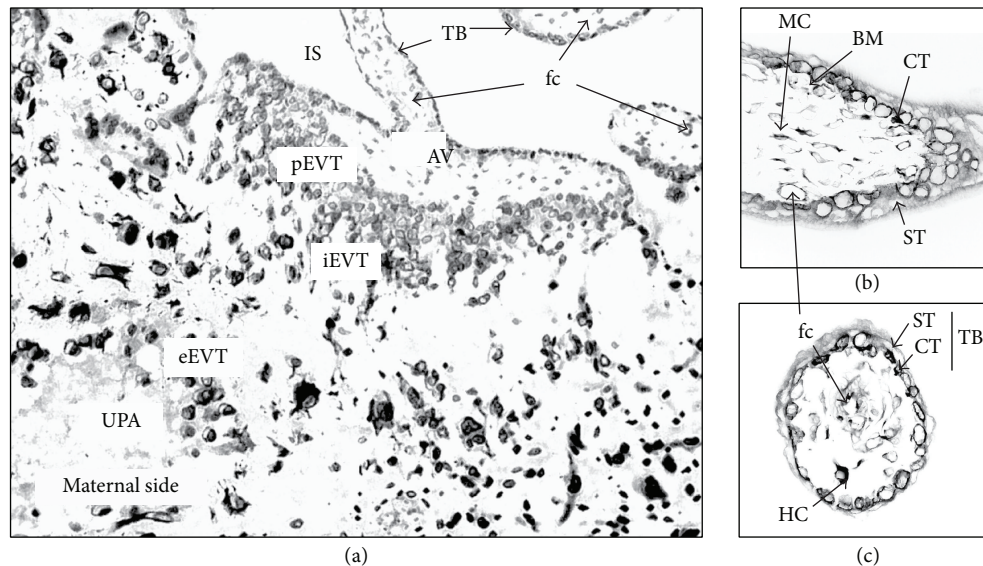 IS
TB
fc
pEVT
AV
iEVT
eEVT
UPA
Maternal side
(a)
MC
BM
CT
ST
(b)
fc
ST
CT
TB
HC
(c)